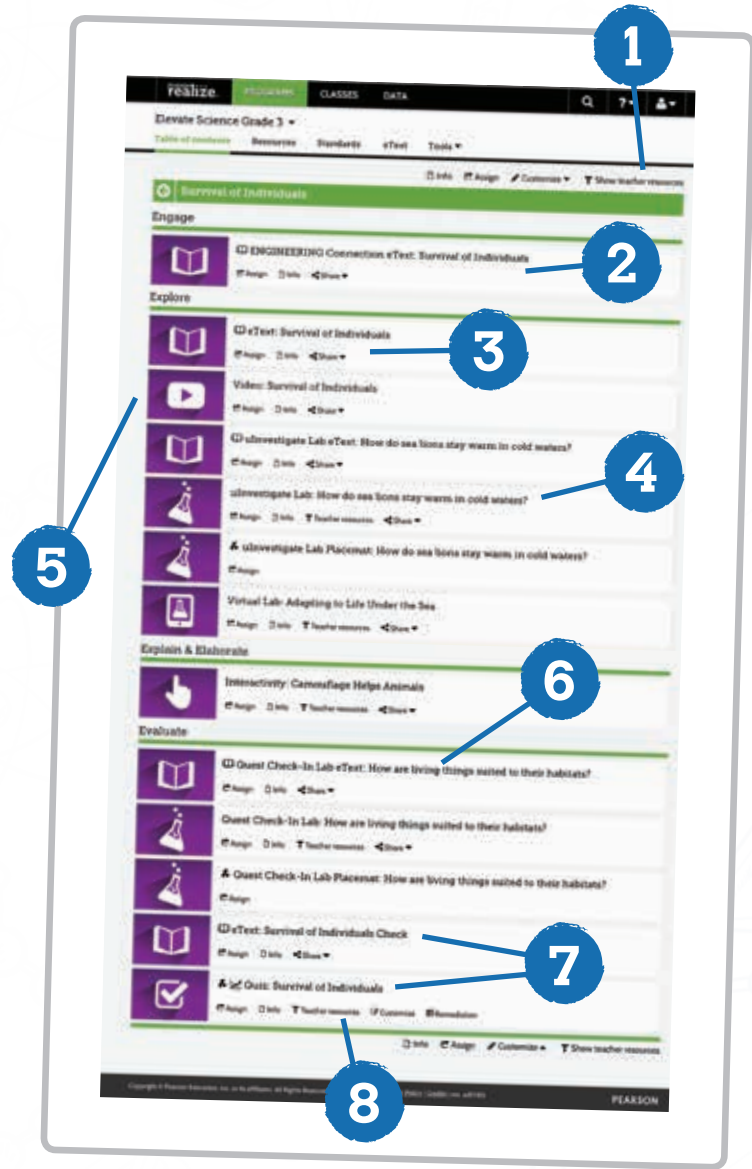 1
realize. PROGRAMS CLASSES DATA ?
Elevate Science Grade 3
Table of contents Resources Standards eText Tools
Info Assign Customize Show teacher resources
Survival of Individuals
Engage
ENGINEERING Connection eText: Survival of Individuals
Assign Info Share
2
Explore
eText: Survival of Individuals
Assign Info Share
3
Video: Survival of Individuals
Assign Info Share
uInvestigate Lab eText: How do sea lions stay warm in cold waters?
Assign Info Share
4
uInvestigate Lab: How do sea lions stay warm in cold waters?
Assign Info Teacher resources Share
5
uInvestigate Lab Placemat: How do sea lions stay warm in cold waters?
Assign
Virtual Lab: Adapting to Life Under the Sea
Assign Info Teacher resources Share
Explain & Elaborate
6
Interactivity: Camouflage Helps Animals
Assign Info Teacher resources Share
Evaluate
Quest Check-In Lab eText: How are living things suited to their habitats?
Assign Info Share
Quest Check-In Lab: How are living things suited to their habitats?
Assign Info Teacher resources Share
Quest Check-In Lab Placemat: How are living things suited to their habitats?
Assign
eText: Survival of Individuals Check
Assign Info Share
7
Quiz: Survival of Individuals
Assign Info Teacher resources Customize Remediation
Info Assign Customize Show teacher resources
8
Copyright © Pearson Education, Inc. or its affiliates. All Rights Reserved
PEARSON